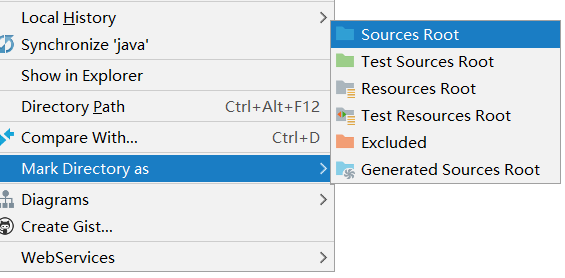 Local History
Synchronize 'java'
Show in Explorer
Directory Path Ctrl+Alt+F12
Compare With... Ctrl+D
Mark Directory as
Diagrams
Create Gist...
WebServices
Sources Root
Test Sources Root
Resources Root
Test Resources Root
Excluded
Generated Sources Root